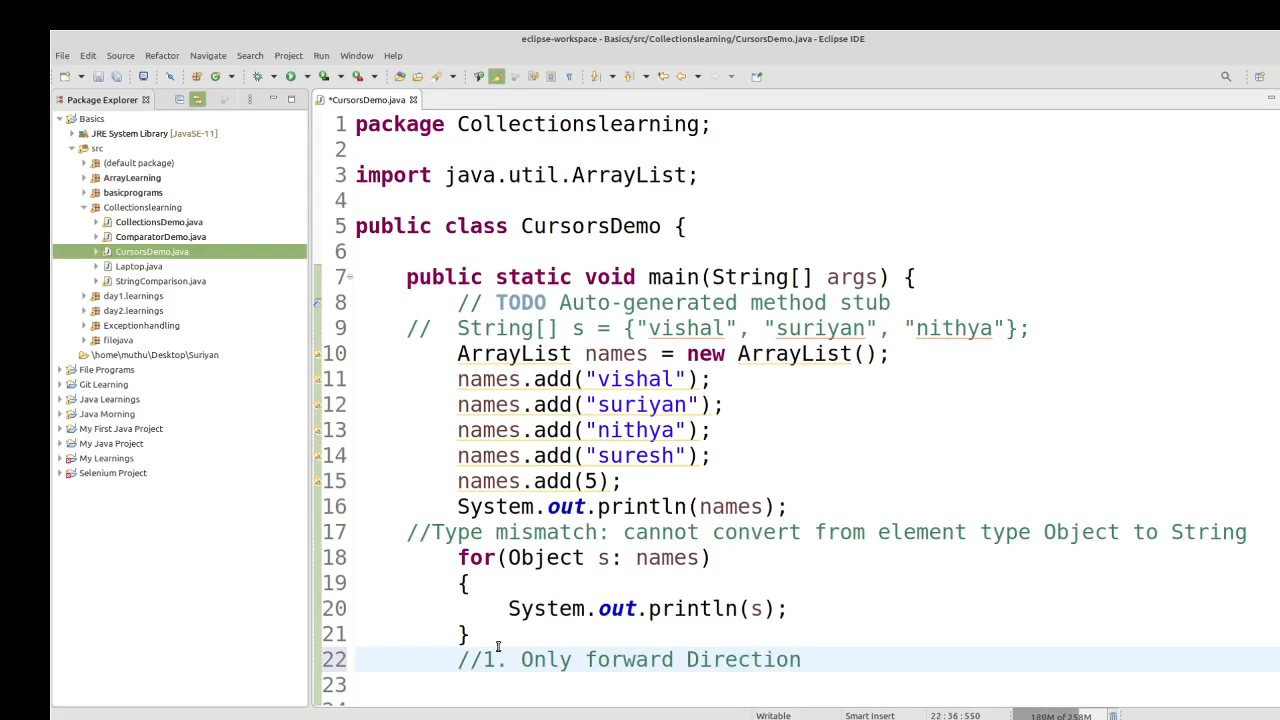 eclipse-workspace - Basics/src/Collectionslearning/CursorsDemo.java - Eclipse IDE
File Edit Source Refactor Navigate Search Project Run Window Help
Package Explorer
*CursorsDemo.java
Basics
JRE System Library [JavaSE-11]
src
(default package)
ArrayLearning
basicprograms
Collectionslearning
CollectionsDemo.java
ComparatorDemo.java
CursorsDemo.java
Laptop.java
StringComparison.java
day1.learnings
day2.learnings
Exceptionhandling
filejava
\home\muthu\Desktop\Suriyan
File Programs
Git Learning
Java Learnings
Java Morning
My First Java Project
My Java Project
My Learnings
Selenium Project
1 package Collectionslearning;
2
3 import java.util.ArrayList;
4
5 public class CursorsDemo {
6
7 public static void main(String[] args) {
8 // TODO Auto-generated method stub
9 // String[] s = {"vishal", "suriyan", "nithya"};
10 ArrayList names = new ArrayList();
11 names.add("vishal");
12 names.add("suriyan");
13 names.add("nithya");
14 names.add("suresh");
15 names.add(5);
16 System.out.println(names);
17 //Type mismatch: cannot convert from element type Object to String
18 for(Object s: names)
19 {
20 System.out.println(s);
21 }
22 //1. Only forward Direction
23
Writable Smart Insert 22:36:550 180M of 258M